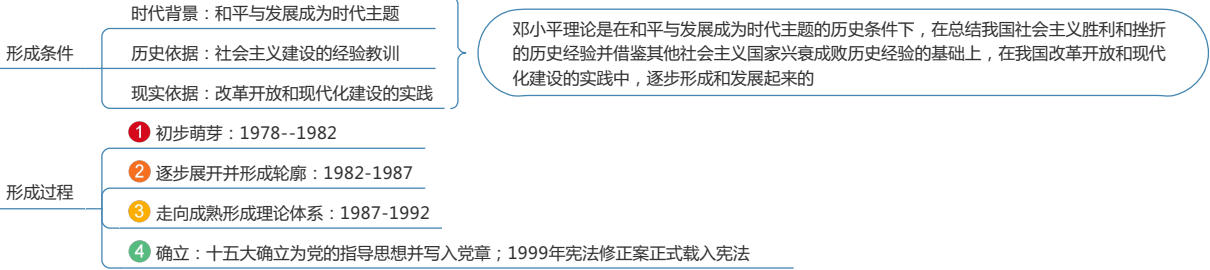 形成条件
时代背景：和平与发展成为时代主题
历史依据：社会主义建设的经验教训
现实依据：改革开放和现代化建设的实践
邓小平理论是在和平与发展成为时代主题的历史条件下，在总结我国社会主义胜利和挫折
的历史经验并借鉴其他社会主义国家兴衰成败历史经验的基础上，在我国改革开放和现代
化建设的实践中，逐步形成和发展起来的
形成过程
1 初步萌芽：1978--1982
2 逐步展开并形成轮廓：1982-1987
3 走向成熟形成理论体系：1987-1992
4 确立：十五大确立为党的指导思想并写入党章；1999年宪法修正案正式载入宪法